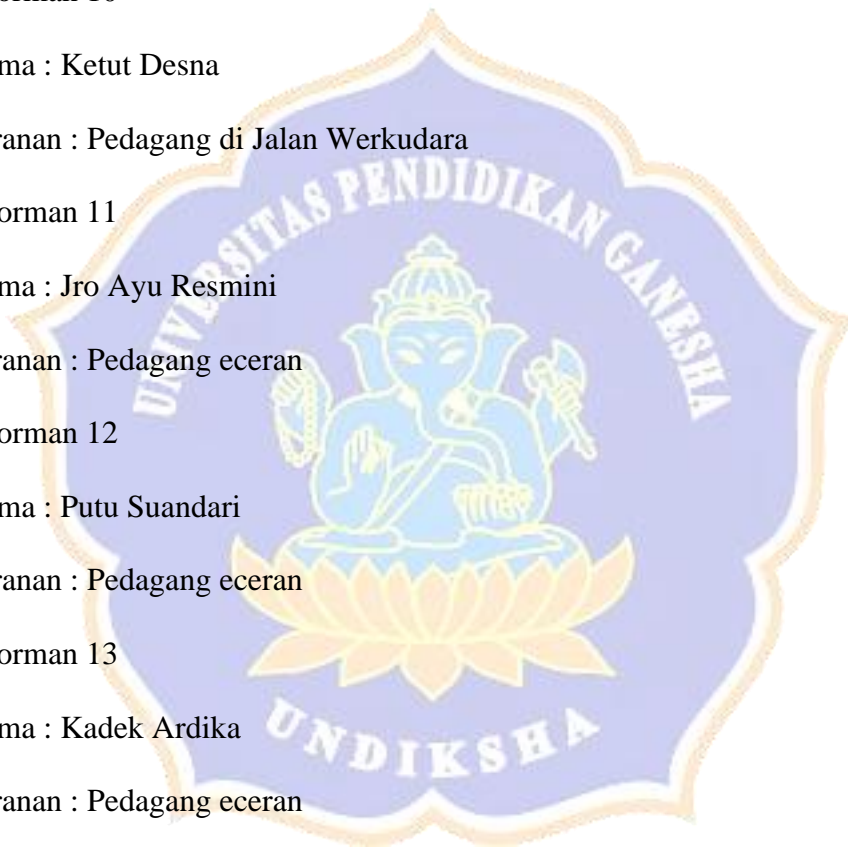 orman 10
ma : Ketut Desna
ranan : Pedagang di Jalan Werkudara
UNIVERSITAS PENDIDIKAN GANESHA
orman 11
ma : Jro Ayu Resmini
ranan : Pedagang eceran
orman 12
ma : Putu Suandari
ranan : Pedagang eceran
orman 13
ma : Kadek Ardika
UNDIKSHA
ranan : Pedagang eceran